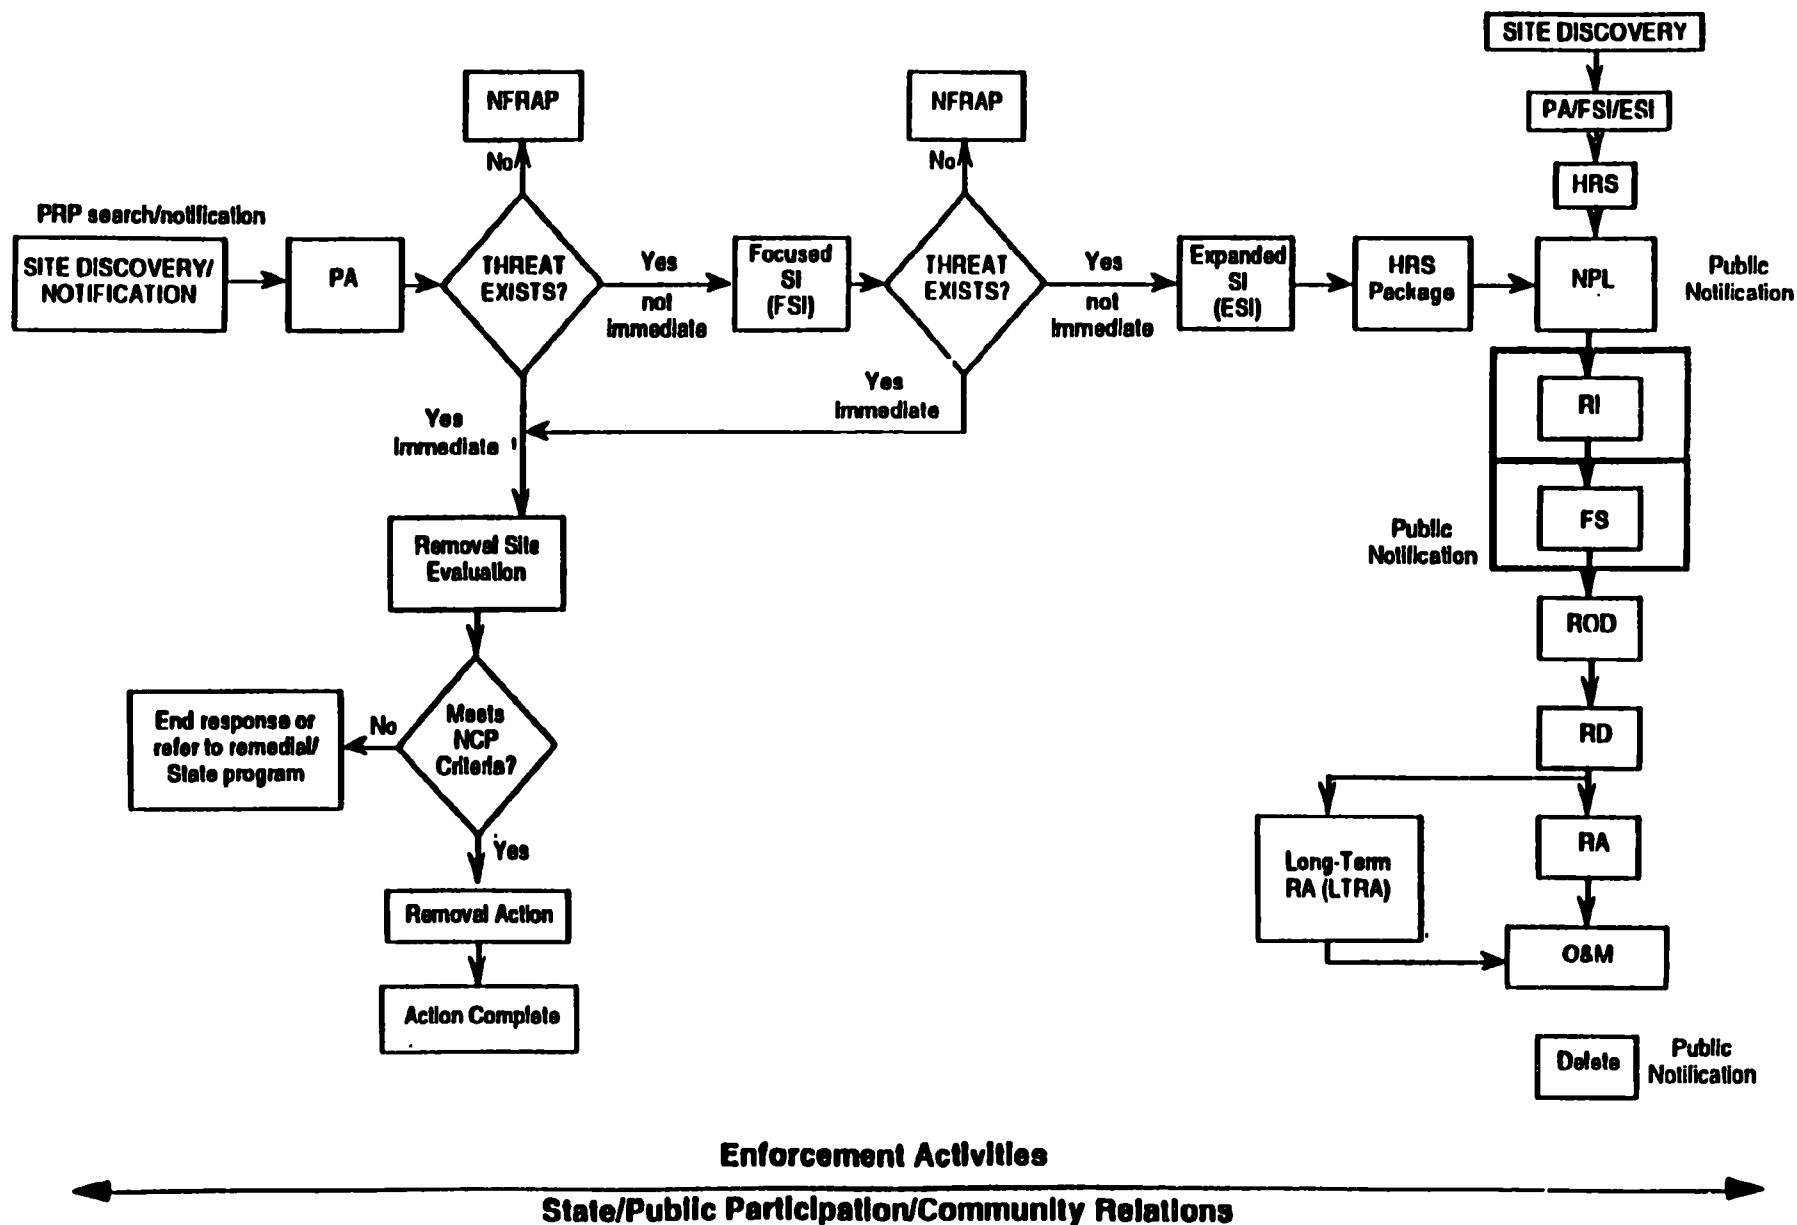 SITE DISCOVERY
PA/FSI/ESI
HRS
NFRAP
No
NFRAP
No
PRP search/notification
SITE DISCOVERY/
NOTIFICATION
PA
THREAT
EXISTS?
Yes
not
immediate
Focused
SI
(FSI)
THREAT
EXISTS?
Yes
not
immediate
Expanded
SI
(ESI)
HRS
Package
NPL
Public
Notification
Yes
immediate
Yes
immediate
RI
FS
Public
Notification
Removal Site
Evaluation
ROD
End response or
refer to remedial/
State program
No
Meets
NCP
Criteria?
Yes
RD
Long-Term
RA (LTRA)
RA
Removal Action
O&M
Action Complete
Delete
Public
Notification
Enforcement Activities
State/Public Participation/Community Relations